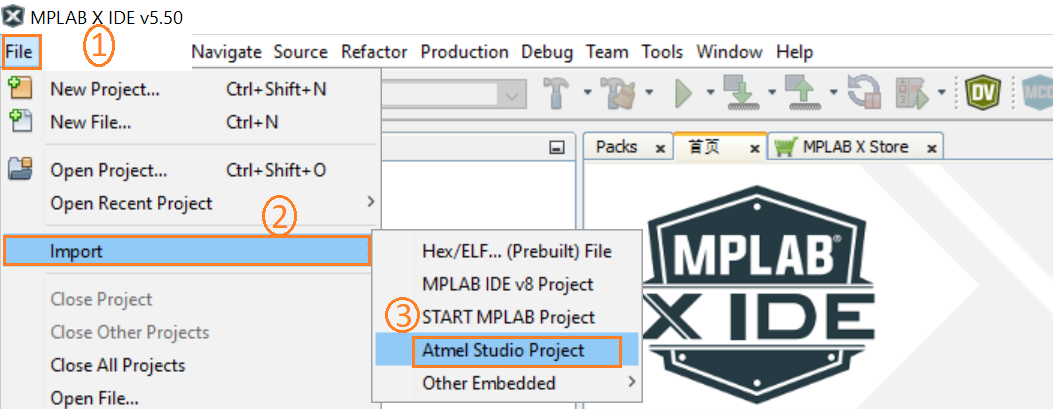 MPLAB X IDE v5.50
File ① Navigate Source Refactor Production Debug Team Tools Window Help
New Project... Ctrl+Shift+N
New File... Ctrl+N
DV MCC
Packs x 首页 x MPLAB X Store x
Open Project... Ctrl+Shift+O
Open Recent Project
②
Import
Hex/ELF... (Prebuilt) File
MPLAB IDE v8 Project
③ START MPLAB Project
Atmel Studio Project
Other Embedded
Close Project
Close Other Projects
Close All Projects
Open File...
MPLAB®
X IDE